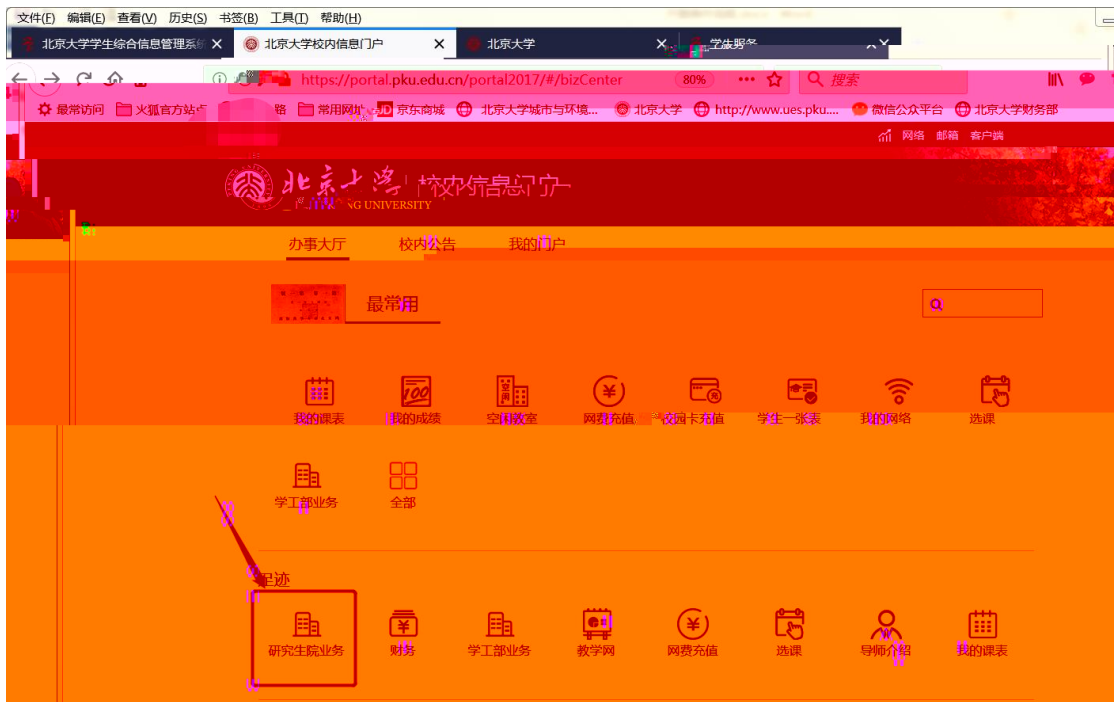 文件(F) 编辑(E) 查看(V) 历史(S) 书签(B) 工具(T) 帮助(H)
北京大学学生综合信息管理系统 北京大学校内信息门户 北京大学 学生服务
https://portal.pku.edu.cn/portal2017/#/bizCenter 80% 搜索
最常访问 火狐官方站点 路 常用网址 JD 京东商城 北京大学城市与环境... 北京大学 http://www.ues.pku.... 微信公众平台 北京大学财务部
网络 邮箱 客户端
北京大学 校内信息门户
NG UNIVERSITY
办事大厅 校内公告 我的门户
最常用
我的课表 我的成绩 空闲教室 网费充值 校园卡充值 学生一张表 我的网络 选课
学工部业务 全部
足迹
研究生院业务 财务 学工部业务 教学网 网费充值 选课 导师介绍 我的课表